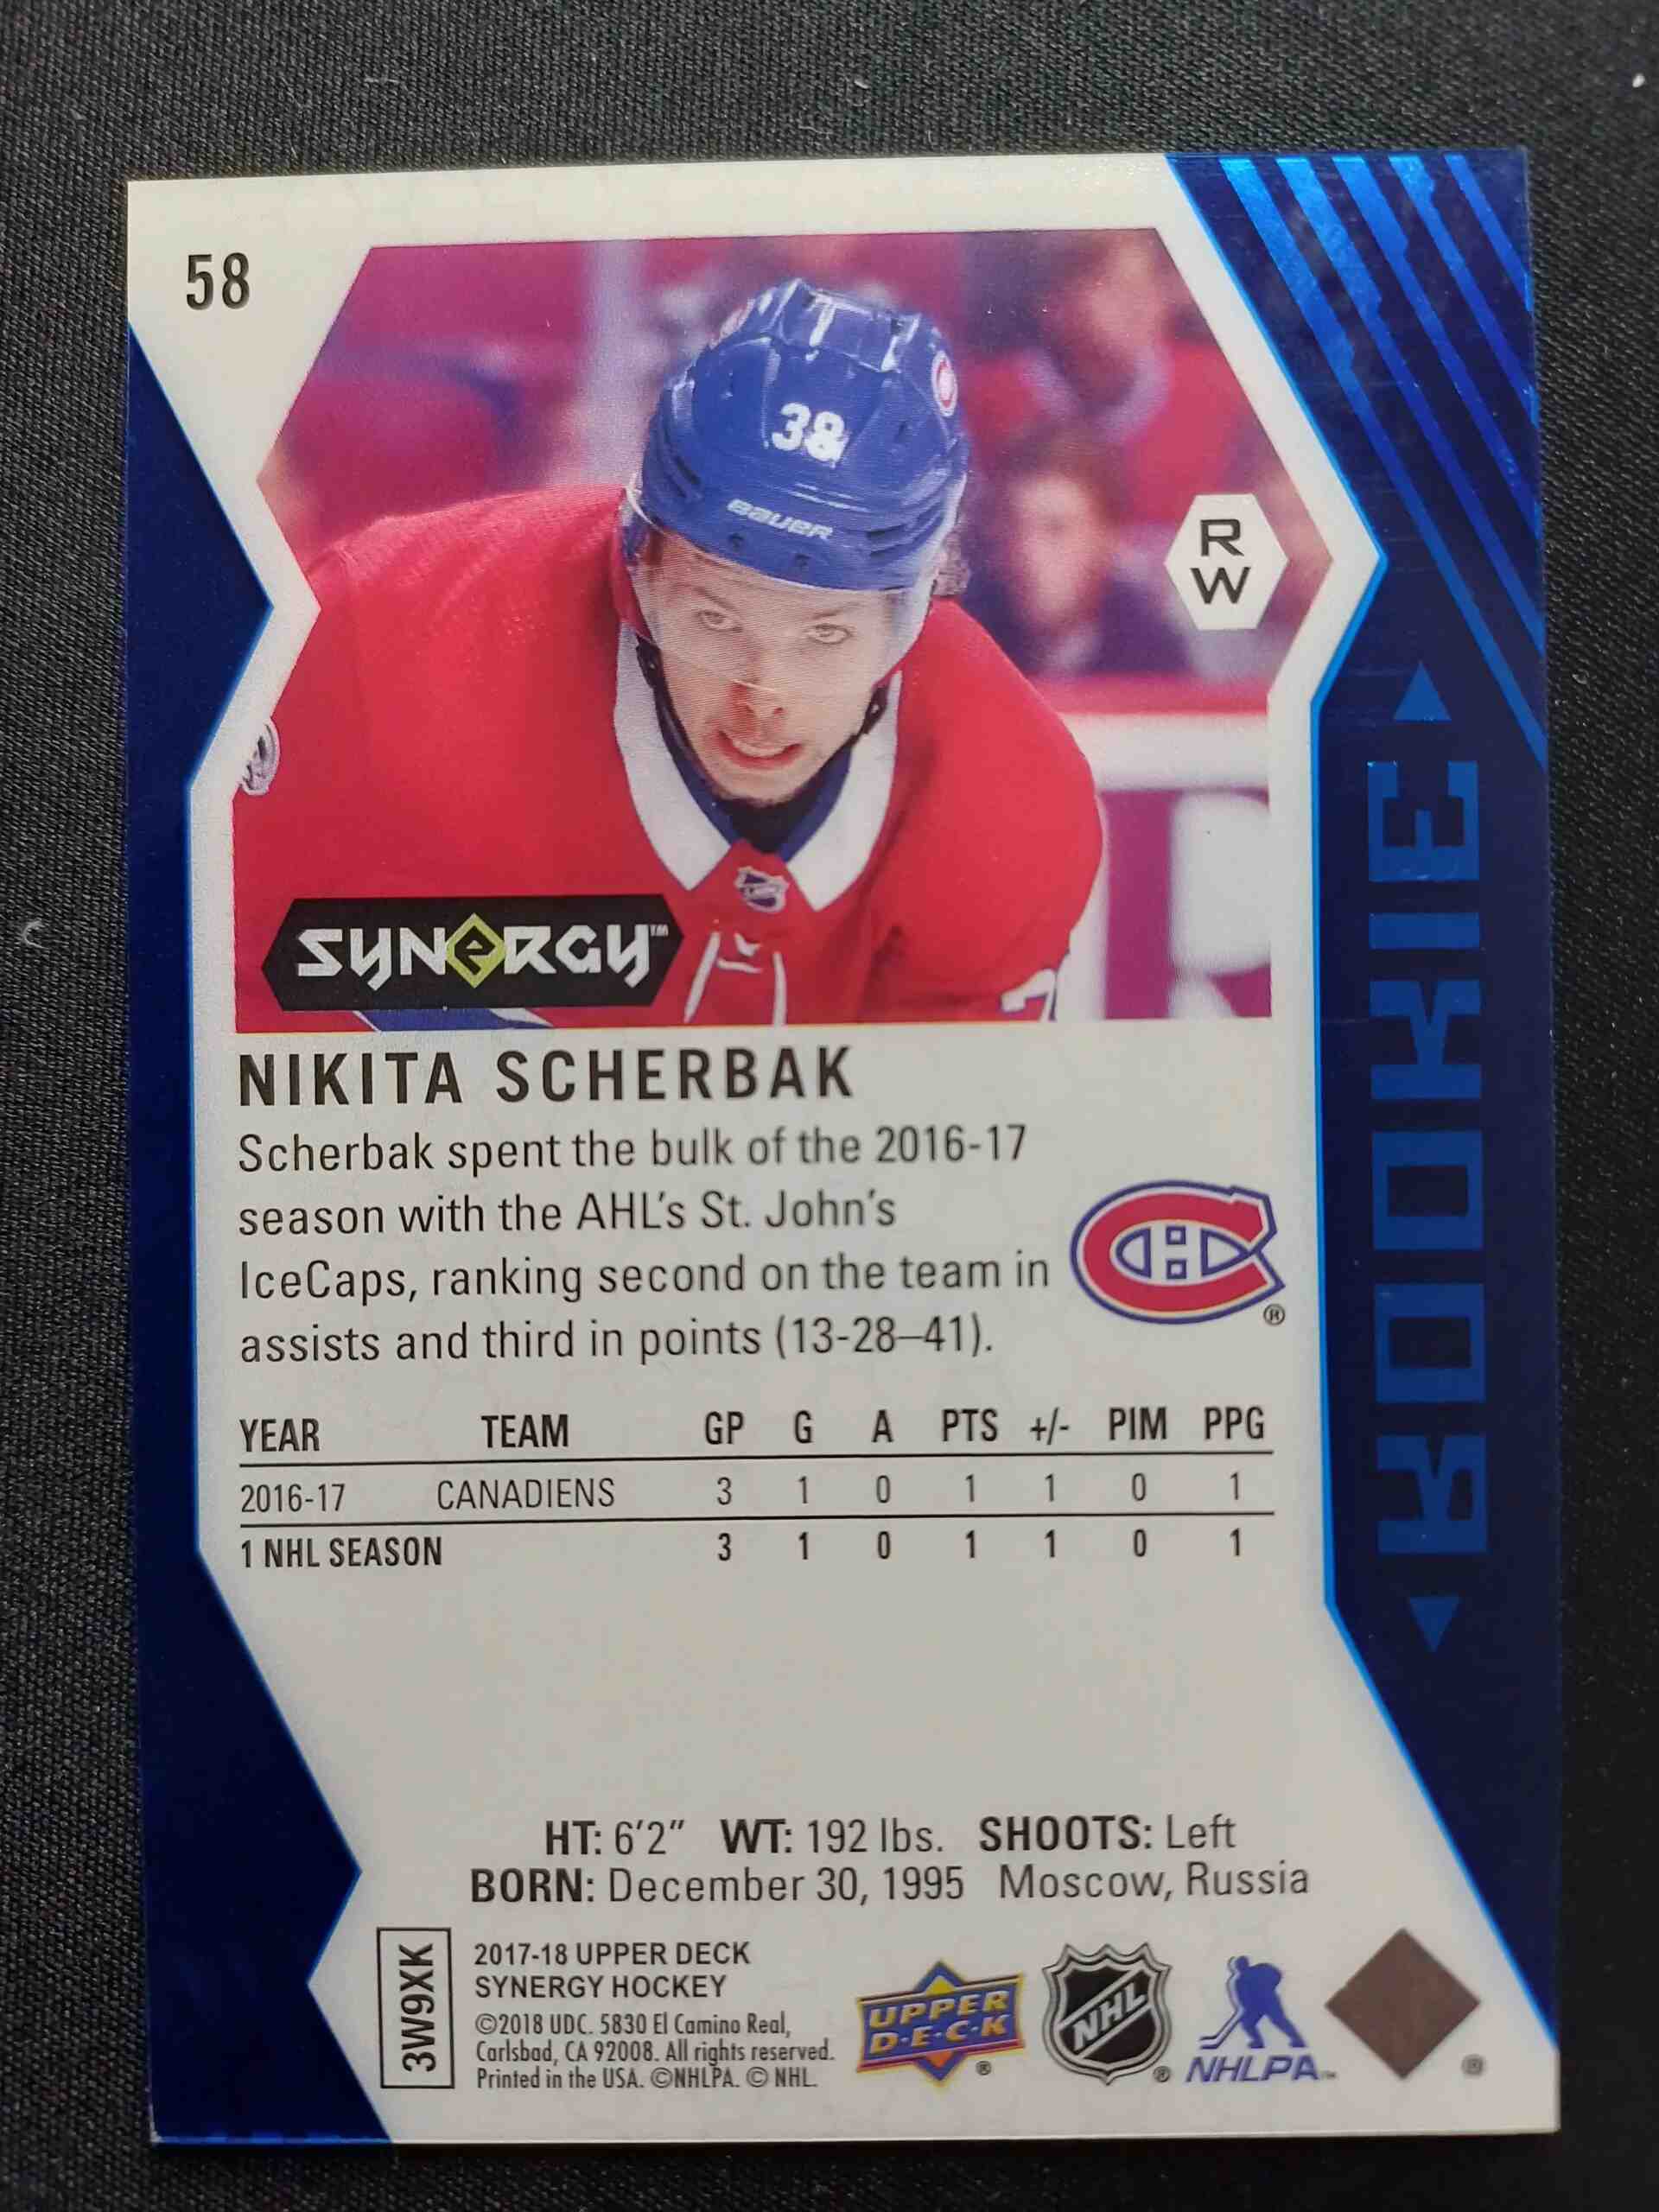 58
38
BAUER
R
W
SYNERGY™
NIKITA SCHERBAK
Scherbak spent the bulk of the 2016-17
season with the AHL's St. John's
IceCaps, ranking second on the team in
assists and third in points (13-28–41).
®
YEAR TEAM GP G A PTS +/- PIM PPG
2016-17 CANADIENS 3 1 0 1 1 0 1
1 NHL SEASON 3 1 0 1 1 0 1
ROOKIE
HT: 6'2" WT: 192 lbs. SHOOTS: Left
BORN: December 30, 1995 Moscow, Russia
3W9XK
2017-18 UPPER DECK
SYNERGY HOCKEY
©2018 UDC. 5830 El Camino Real,
Carlsbad, CA 92008. All rights reserved.
Printed in the USA. ©NHLPA. © NHL.
UPPER
D•E•C•K
®
NHL
®
NHLPA™
®